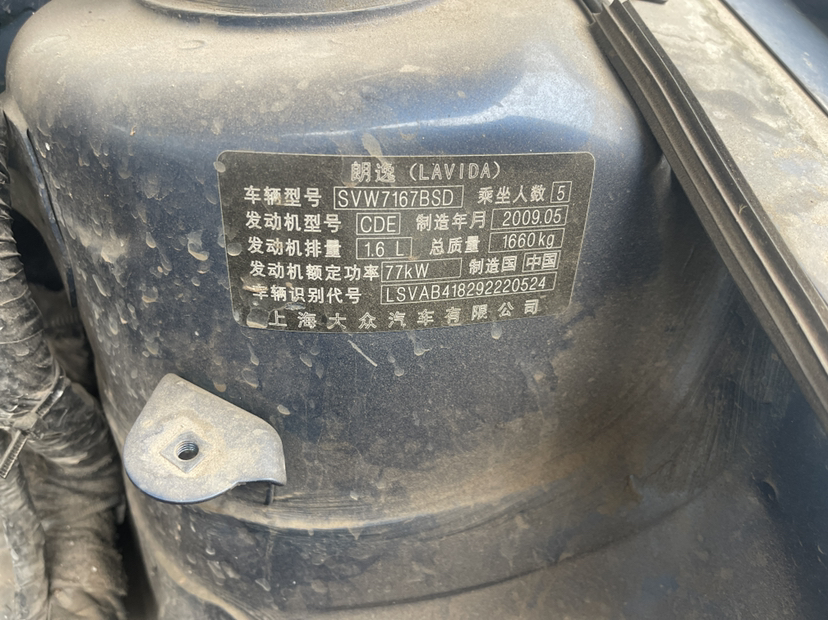 朗逸（LAVIDA）
车辆型号 SVW7167BSD 乘坐人数 5
发动机型号 CDE 制造年月 2009.05
发动机排量 1.6 L 总质量 1660kg
发动机额定功率 77kW 制造国 中国
车辆识别代号 LSVAB418292220524
上海大众汽车有限公司